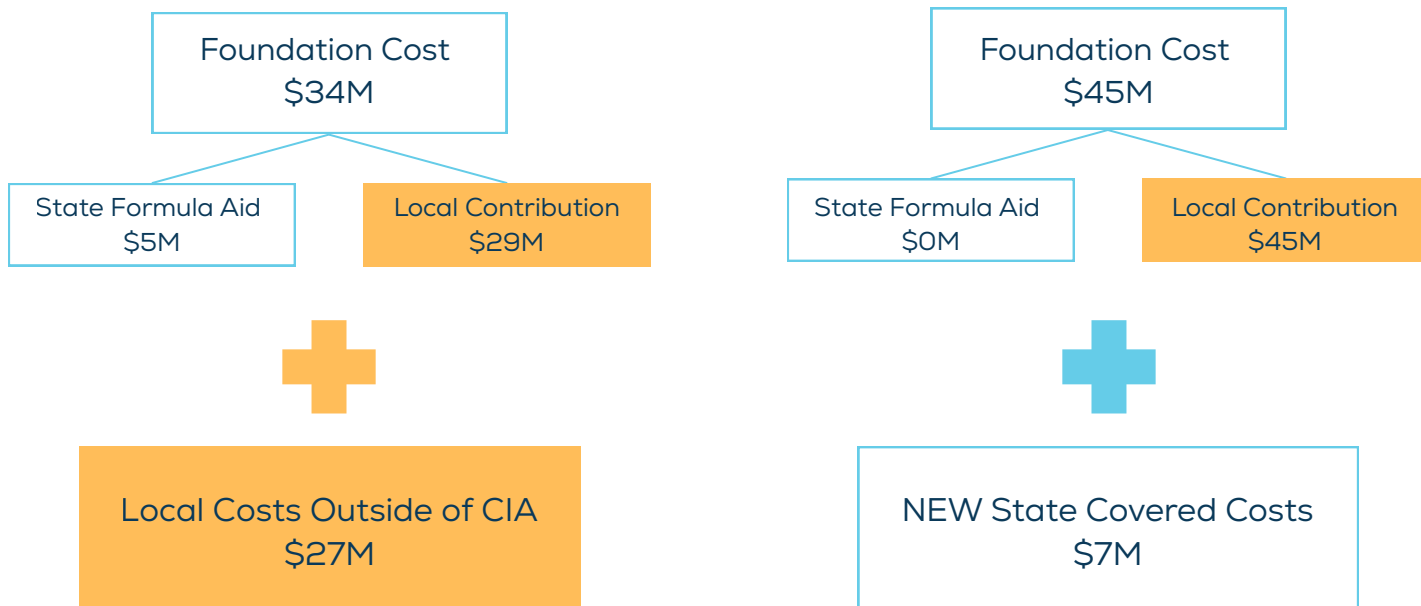 Foundation Cost
$34M
State Formula Aid
$5M
Local Contribution
$29M
Local Costs Outside of CIA
$27M
Foundation Cost
$45M
State Formula Aid
$0M
Local Contribution
$45M
NEW State Covered Costs
$7M